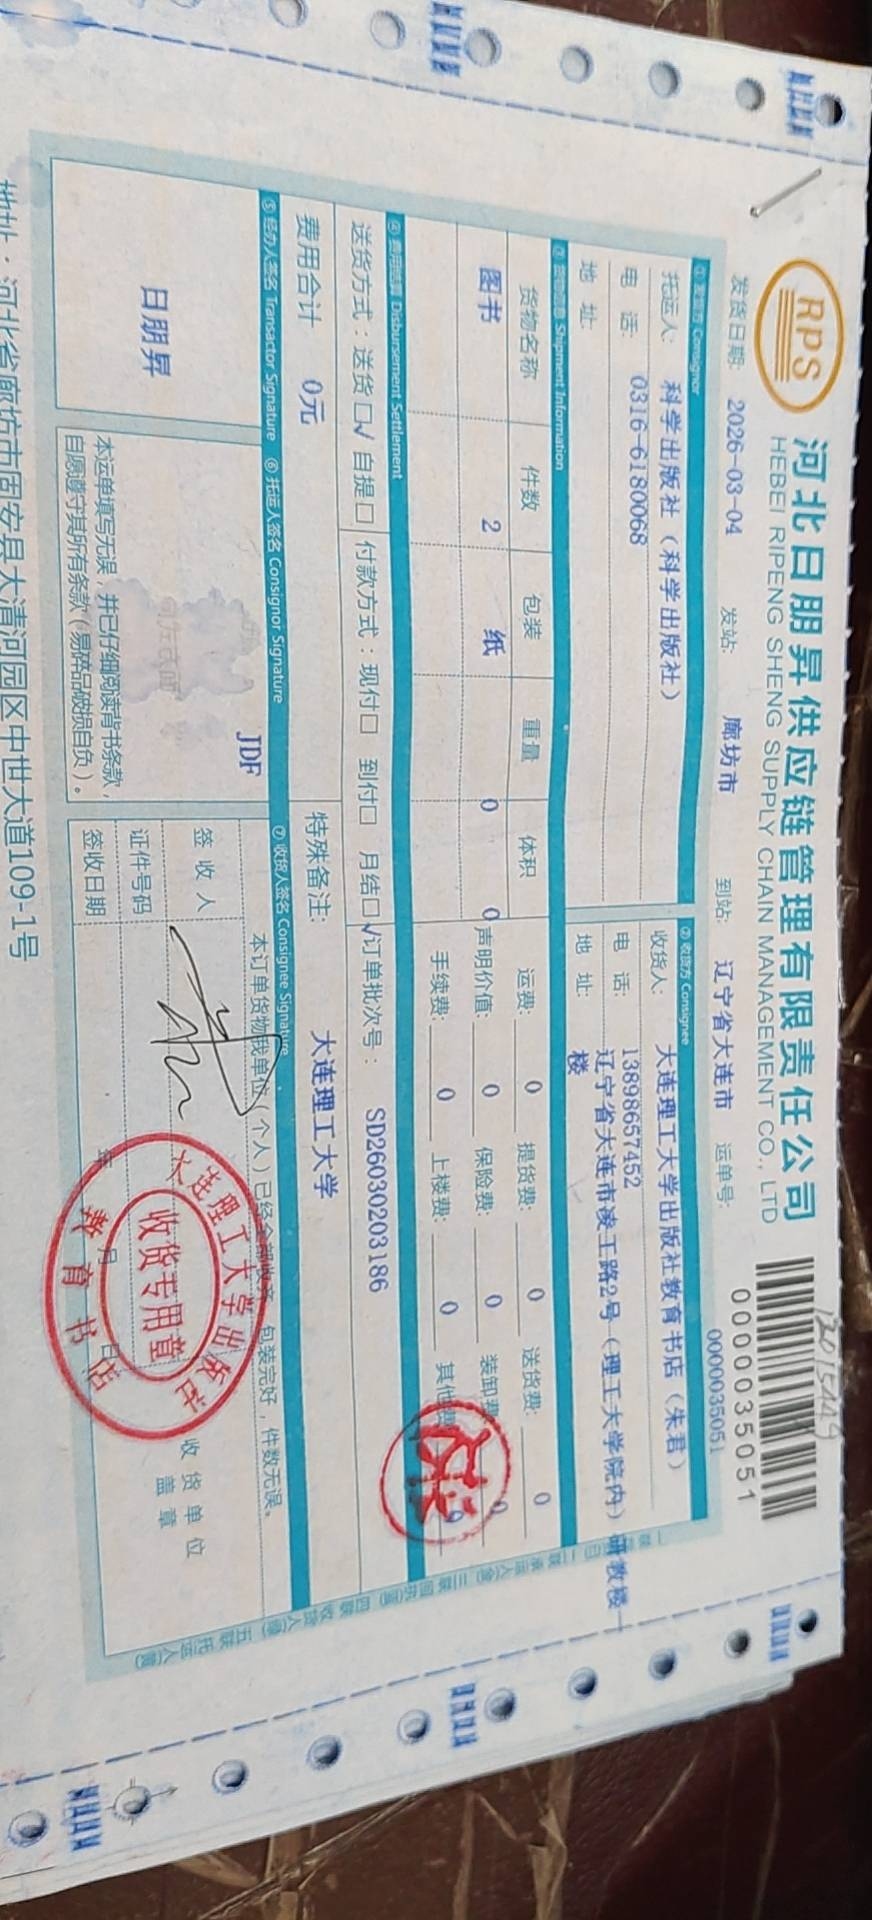 RPS
河北日朋昇供应链管理有限责任公司
HEBEI RIPENG SHENG SUPPLY CHAIN MANAGEMENT CO., LTD
0000035051
发货日期: 2026-03-04 发站: 廊坊市 到站: 辽宁省大连市 运单号: 0000035051
① 发货方 Consignor ② 收货方 Consignee
托运人: 科学出版社（科学出版社） 收货人: 大连理工大学出版社教育书店（朱君）
电 话: 0316-6180068 电 话: 13898657452
地 址: 地 址: 辽宁省大连市凌工路2号（理工大学院内）研教楼一
楼
③ 货物信息 Shipment Information
货物名称 件数 包装 重量 体积 运费: 0 提货费: 0 送货费: 0
图书 2 纸 0 0 声明价值: 0 保险费: 0 装卸费: 0
手续费: 0 上楼费: 0 其他费: 0
④ 费用结算 Disbursement Settlement
送货方式：送货□√ 自提□ 付款方式：现付□ 到付□ 月结□√ 订单批次号： SD26030203186
费用合计 0元 特殊备注: 大连理工大学
⑤ 经办人签名 Transactor Signature ⑥ 托运人签名 Consignor Signature ⑦ 收货人签名 Consignee Signature
日朋昇
JDF
本运单填写无误，并已仔细阅读背书条款，
自愿遵守其所有条款（易碎品破损自负）。
本订单货物我单位（个人）已经全部收齐，包装完好，件数无误。
签 收 人
证件号码
签收日期 年 月 日
收 货 单 位
盖 章
大连理工大学出版社
教育书店
收货专用章
地址：河北省廊坊市固安县大清河园区中世大道109-1号